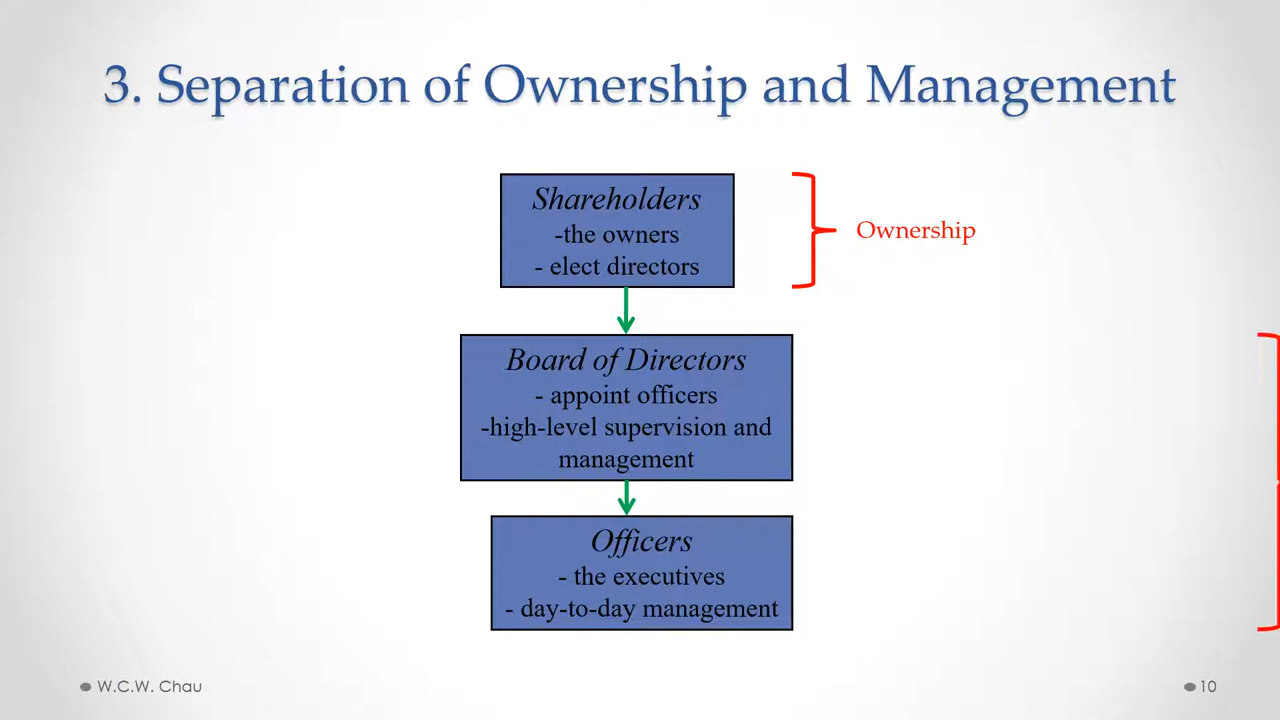 3. Separation of Ownership and Management
Shareholders
-the owners
- elect directors
Ownership
Board of Directors
- appoint officers
-high-level supervision and
management
Officers
- the executives
- day-to-day management
W.C.W. Chau
10